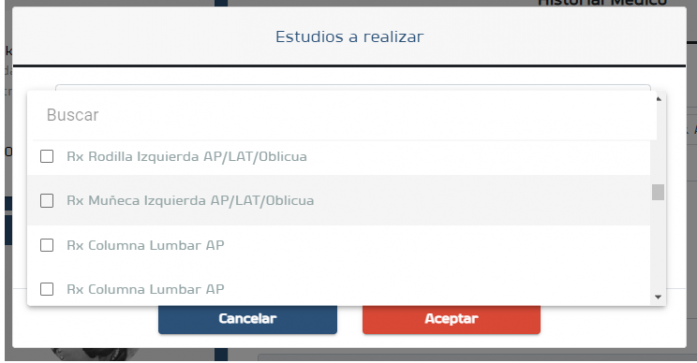 Historial Médico
Estudios a realizar
Buscar
Rx Rodilla Izquierda AP/LAT/Oblicua
Rx Muñeca Izquierda AP/LAT/Oblicua
Rx Columna Lumbar AP
Rx Columna Lumbar AP
Cancelar
Aceptar